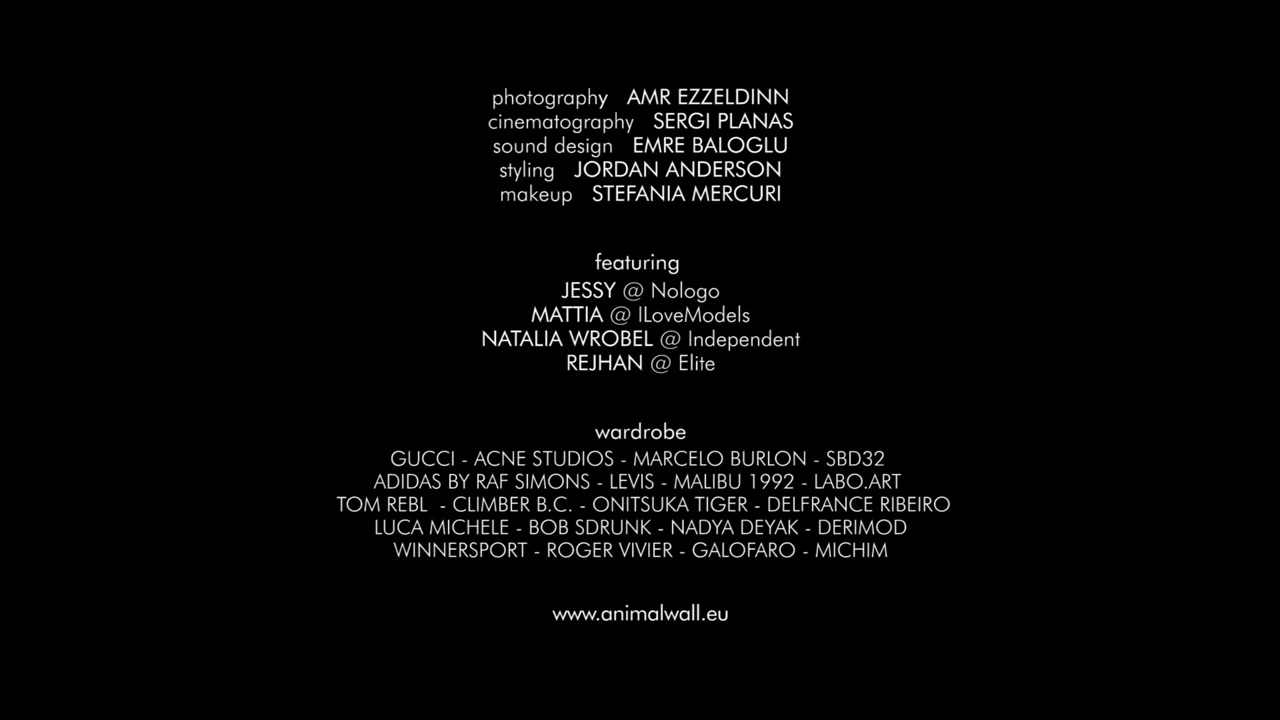 photography AMR EZZELDINN
cinematography SERGI PLANAS
sound design EMRE BALOGLU
styling JORDAN ANDERSON
makeup STEFANIA MERCURI
featuring
JESSY @ Nologo
MATTIA @ ILoveModels
NATALIA WROBEL @ Independent
REJHAN @ Elite
wardrobe
GUCCI - ACNE STUDIOS - MARCELO BURLON - SBD32
ADIDAS BY RAF SIMONS - LEVIS - MALIBU 1992 - LABO.ART
TOM REBL - CLIMBER B.C. - ONITSUKA TIGER - DELFRANCE RIBEIRO
LUCA MICHELE - BOB SDRUNK - NADYA DEYAK - DERIMOD
WINNERSPORT - ROGER VIVIER - GALOFARO - MICHIM
www.animalwall.eu